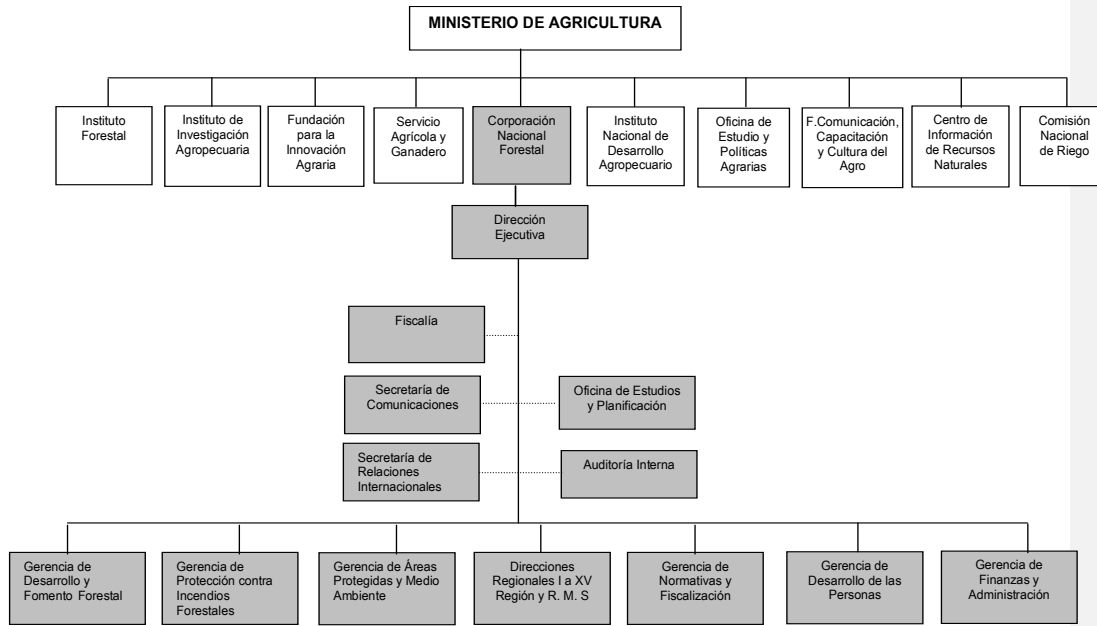 MINISTERIO DE AGRICULTURA
Instituto
Forestal
Instituto de
Investigación
Agropecuaria
Fundación
para la
Innovación
Agraria
Servicio
Agrícola y
Ganadero
Corporación
Nacional
Forestal
Instituto
Nacional de
Desarrollo
Agropecuario
Oficina de
Estudio y
Políticas
Agrarias
F.Comunicación,
Capacitación
y Cultura del
Agro
Centro de
Información
de Recursos
Naturales
Comisión
Nacional
de Riego
Dirección
Ejecutiva
Fiscalía
Secretaría de
Comunicaciones
Oficina de Estudios
y Planificación
Secretaría de
Relaciones
Internacionales
Auditoría Interna
Gerencia de
Desarrollo y
Fomento Forestal
Gerencia de
Protección contra
Incendios
Forestales
Gerencia de Áreas
Protegidas y Medio
Ambiente
Direcciones
Regionales I a XV
Región y R. M. S
Gerencia de
Normativas y
Fiscalización
Gerencia de
Desarrollo de las
Personas
Gerencia de
Finanzas y
Administración